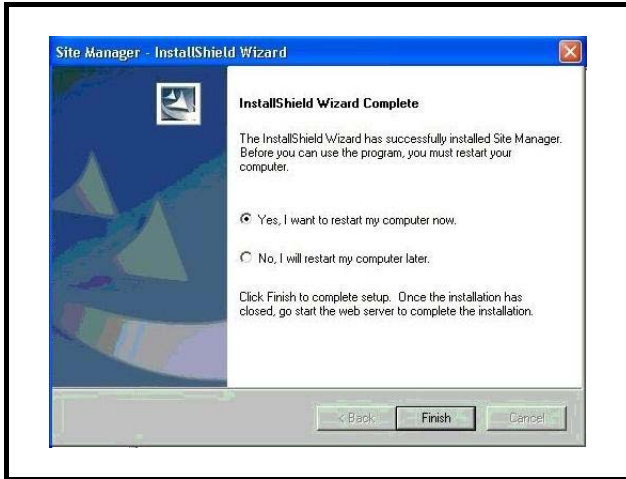 Site Manager - InstallShield Wizard
InstallShield Wizard Complete
The InstallShield Wizard has successfully installed Site Manager.
Before you can use the program, you must restart your
computer.
Yes, I want to restart my computer now.
No, I will restart my computer later.
Click Finish to complete setup. Once the installation has
closed, go start the web server to complete the installation.
< Back Finish Cancel